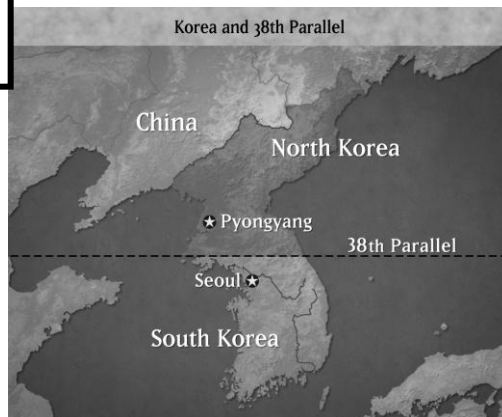 Korea and 38th Parallel
China
North Korea
Pyongyang
38th Parallel
Seoul
South Korea